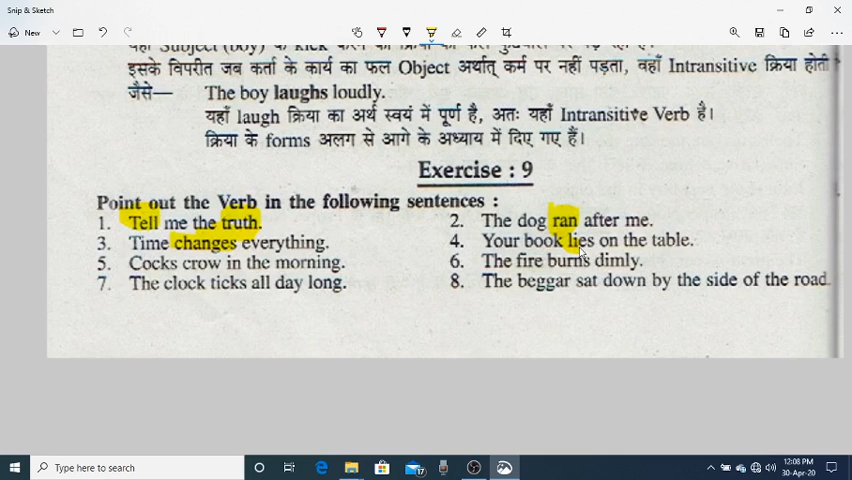 Snip & Sketch
New
इसके विपरीत जब कर्ता के कार्य का फल Object अर्थात् कर्म पर नहीं पड़ता, वहाँ Intransitive क्रिया होती
जैसे— The boy laughs loudly.
यहाँ laugh क्रिया का अर्थ स्वयं में पूर्ण है, अतः यहाँ Intransitive Verb है।
क्रिया के forms अलग से आगे के अध्याय में दिए गए हैं।
Exercise : 9
Point out the Verb in the following sentences :
1. Tell me the truth. 2. The dog ran after me.
3. Time changes everything. 4. Your book lies on the table.
5. Cocks crow in the morning. 6. The fire burns dimly.
7. The clock ticks all day long. 8. The beggar sat down by the side of the road.
Type here to search
17
12:08 PM
30-Apr-20